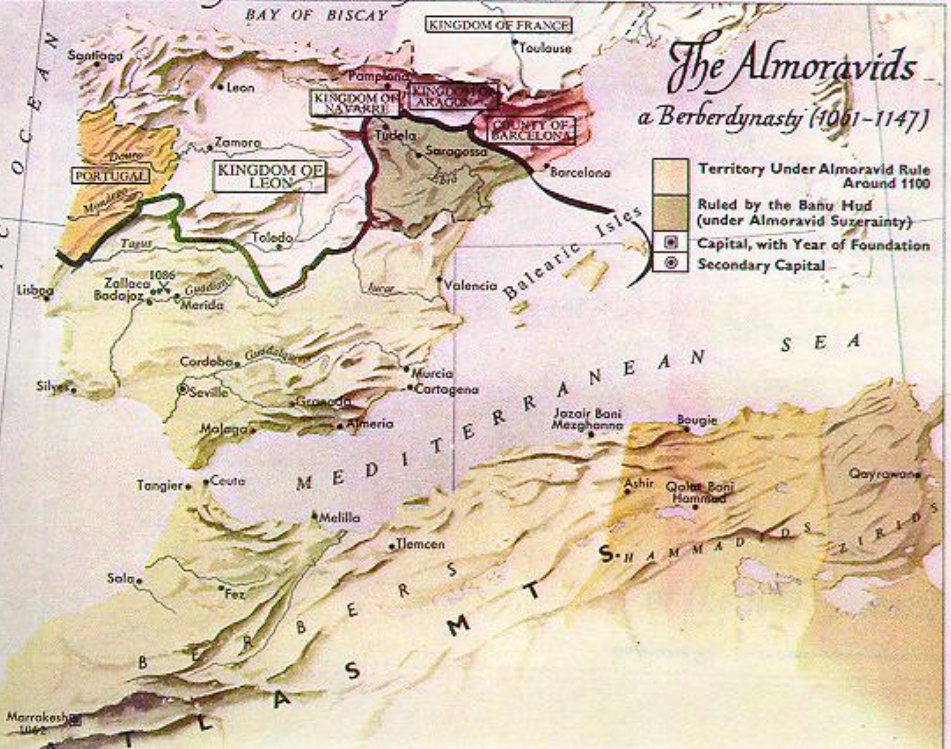 BAY OF BISCAY
KINGDOM OF FRANCE
Toulouse
The Almoravids
a Berberdynasty (1061-1147)
Territory Under Almoravid Rule
Around 1100
Ruled by the Banu Hud
(under Almoravid Suzerainty)
Capital, with Year of Foundation
Secondary Capital
OCEAN
Santiago
Leon
Pamplona
KINGDOM OF
NAVARRE
KINGDOM OF
ARAGON
COUNTY OF
BARCELONA
Tudela
Saragossa
Ebro
Barcelona
Zamora
Douro
PORTUGAL
Mondego
KINGDOM OF
LEON
Toledo
Tagus
Balearic Isles
Lisboa
Zallaca
1086
Badajoz
Merida
Guadiana
Jucar
Valencia
Cordoba
Guadalquivir
Murcia
Cartagena
Silves
Seville
Granada
Malaga
Almeria
MEDITERRANEAN SEA
Jazair Bani
Mezghanna
Bougie
Tangier
Ceuta
Ashir
Qalat Bani
Hammad
Qayrawan
Melilla
Tlemcen
HAMMADIDS
ZIRIDS
Sala
Fez
BERBERS
ATLAS MTS.
Marrakesh
1062